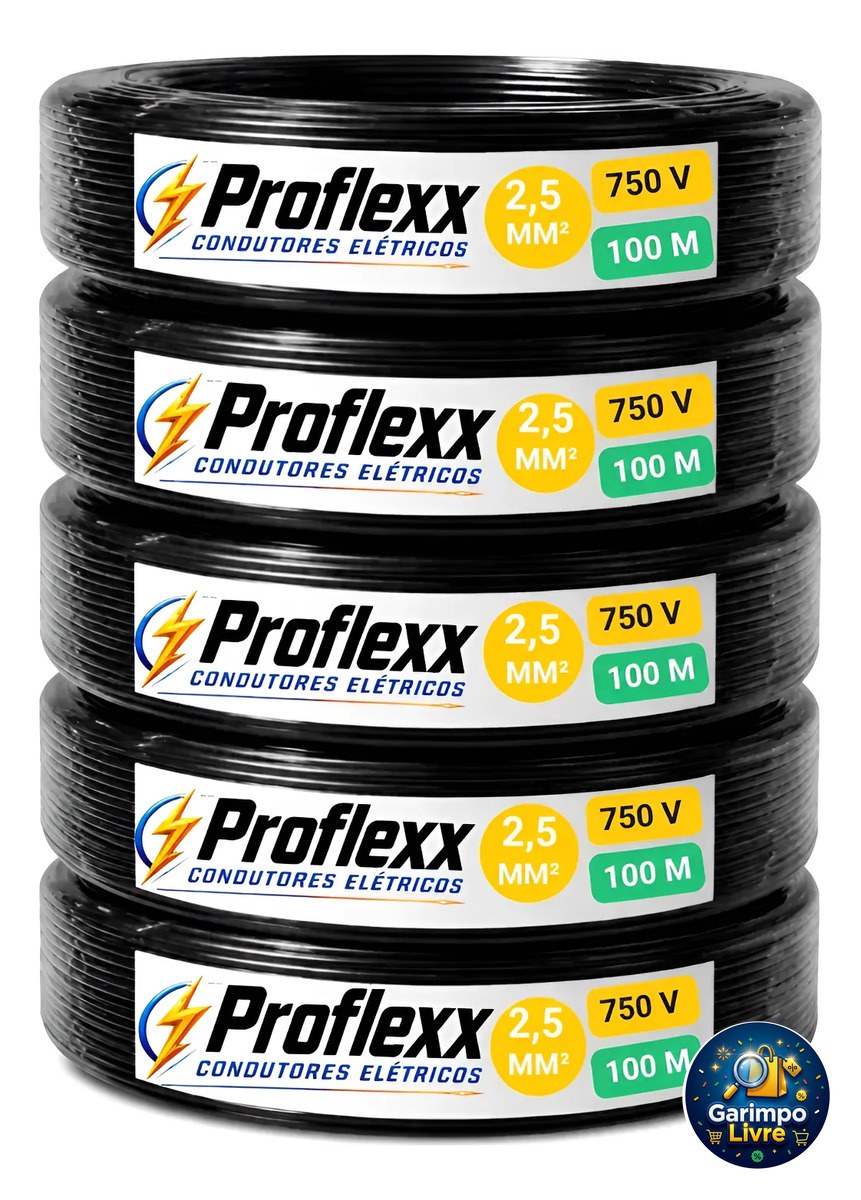 Proflexx
CONDUTORES ELÉTRICOS
2,5
MM²
750 V
100 M
Proflexx
CONDUTORES ELÉTRICOS
2,5
MM²
750 V
100 M
Proflexx
CONDUTORES ELÉTRICOS
2,5
MM²
750 V
100 M
Proflexx
CONDUTORES ELÉTRICOS
2,5
MM²
750 V
100 M
Proflexx
CONDUTORES ELÉTRICOS
2,5
MM²
750 V
100 M
Garimpo
Livre